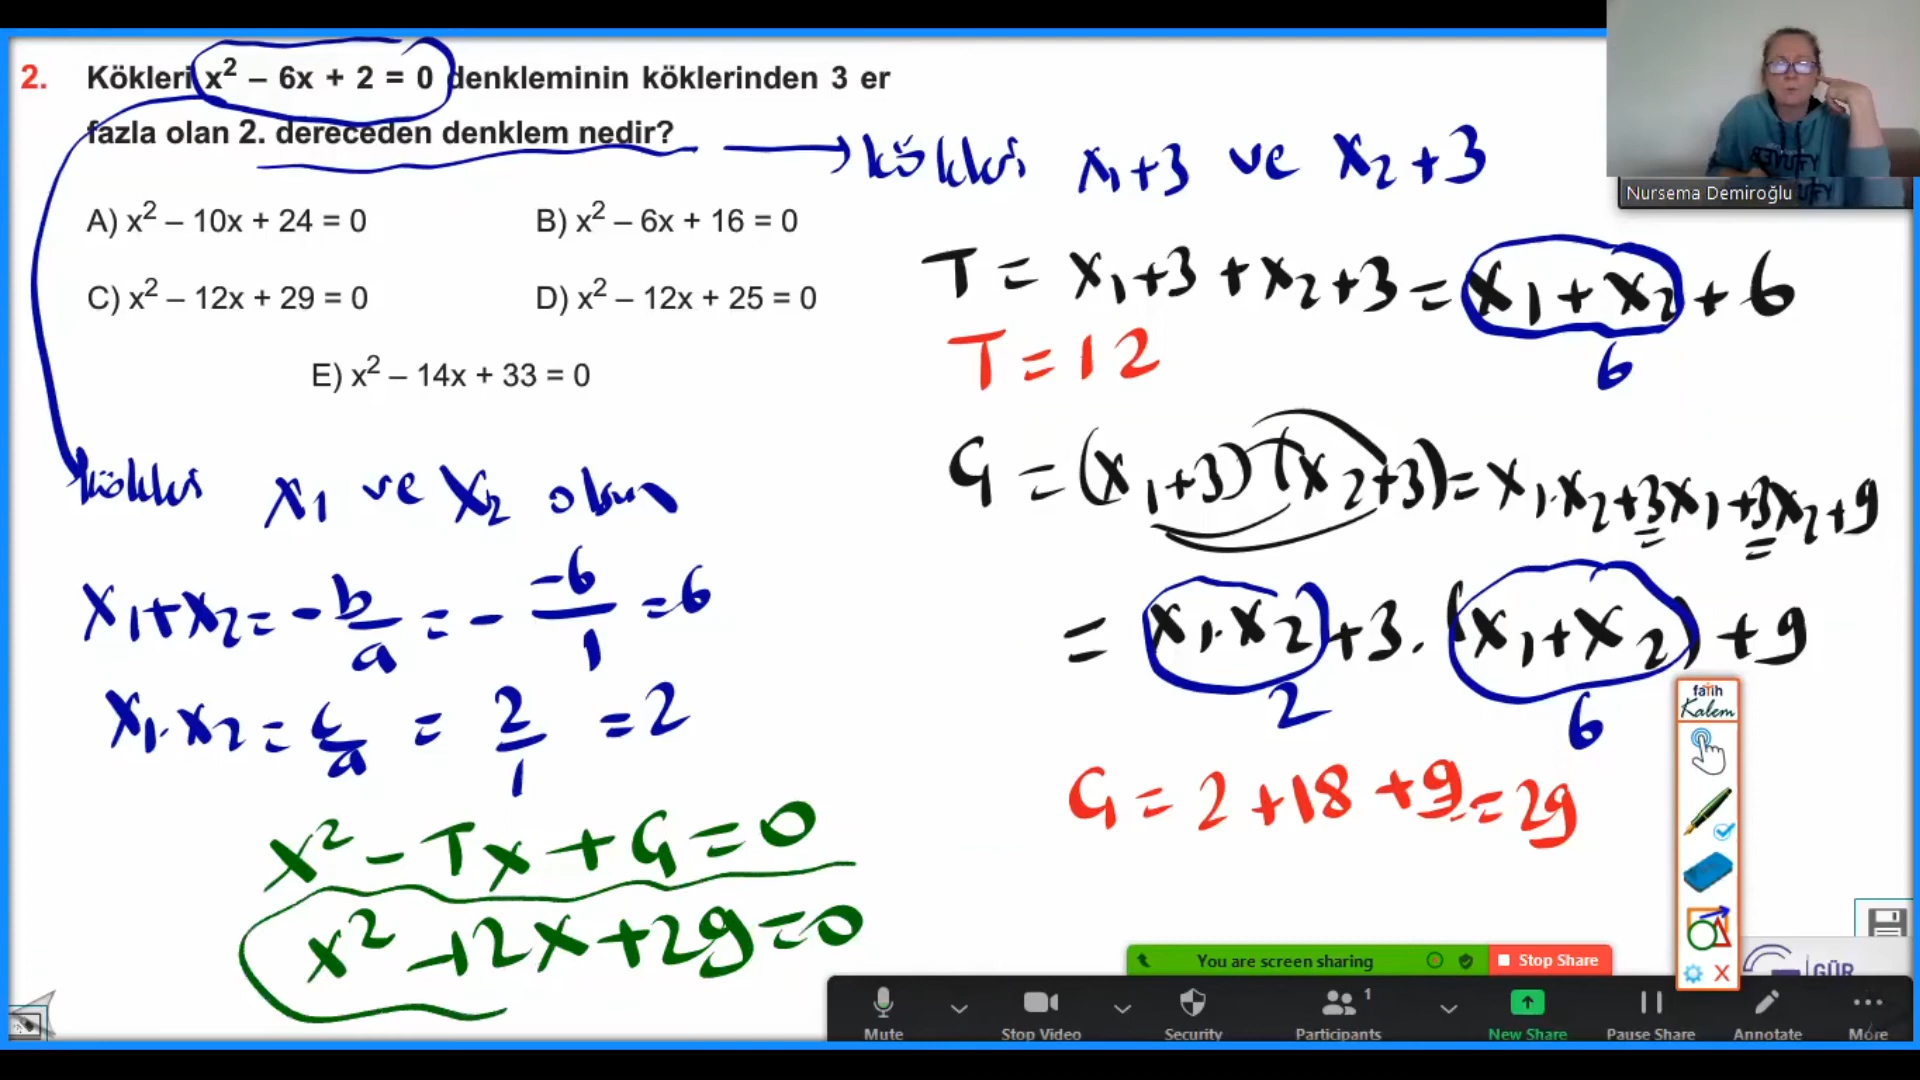 2. Kökleri x² – 6x + 2 = 0 denkleminin köklerinden 3 er
fazla olan 2. dereceden denklem nedir?
A) x² – 10x + 24 = 0
B) x² – 6x + 16 = 0
C) x² – 12x + 29 = 0
D) x² – 12x + 25 = 0
E) x² – 14x + 33 = 0
kökleri x₁ ve x₂ olsun
x₁+x₂ = -b/a = - -6/1 = 6
x₁.x₂ = c/a = 2/1 = 2
x² - Tx + G = 0
x² -12x + 29 = 0
kökleri x₁+3 ve x₂+3
T = x₁+3+x₂+3 = x₁+x₂+6
6
T = 12
G = (x₁+3)(x₂+3) = x₁.x₂+3x₁+3x₂+9
= x₁.x₂+3.(x₁+x₂)+9
2 6
G = 2+18+9 = 29
Nursema Demiroğlu
fatih
Kalem
GÜR
You are screen sharing
Stop Share
Mute
Stop Video
Security
1
Participants
New Share
Pause Share
Annotate
More